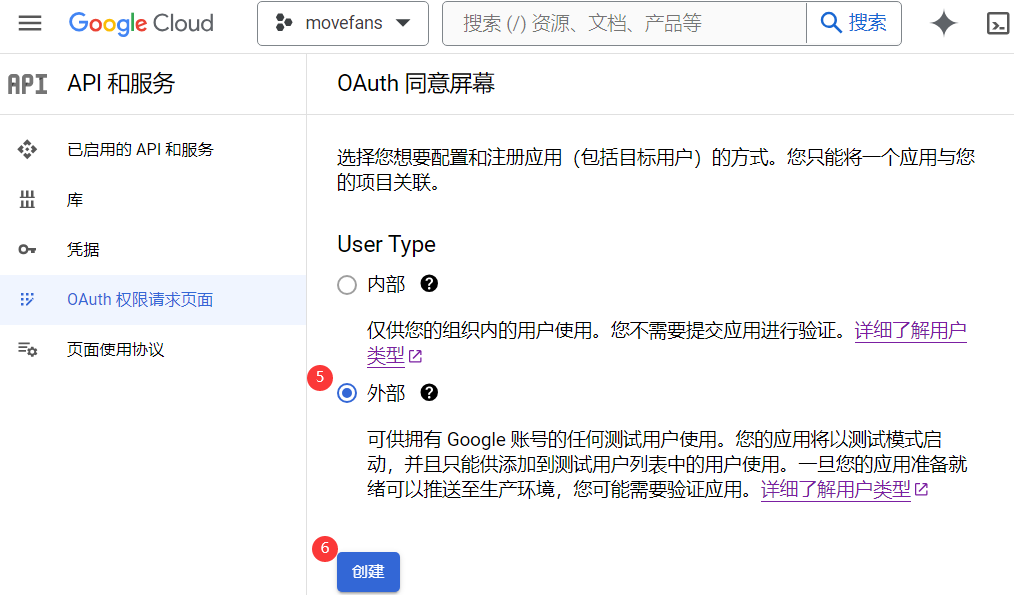 Google Cloud
movefans
搜索 (/) 资源、文档、产品等
搜索
API
API 和服务
OAuth 同意屏幕
已启用的 API 和服务
库
凭据
OAuth 权限请求页面
页面使用协议
选择您想要配置和注册应用（包括目标用户）的方式。您只能将一个应用与您
的项目关联。
User Type
内部
仅供您的组织内的用户使用。您不需要提交应用进行验证。详细了解用户
类型
5
外部
可供拥有 Google 账号的任何测试用户使用。您的应用将以测试模式启
动，并且只能供添加到测试用户列表中的用户使用。一旦您的应用准备就
绪可以推送至生产环境，您可能需要验证应用。详细了解用户类型
6
创建